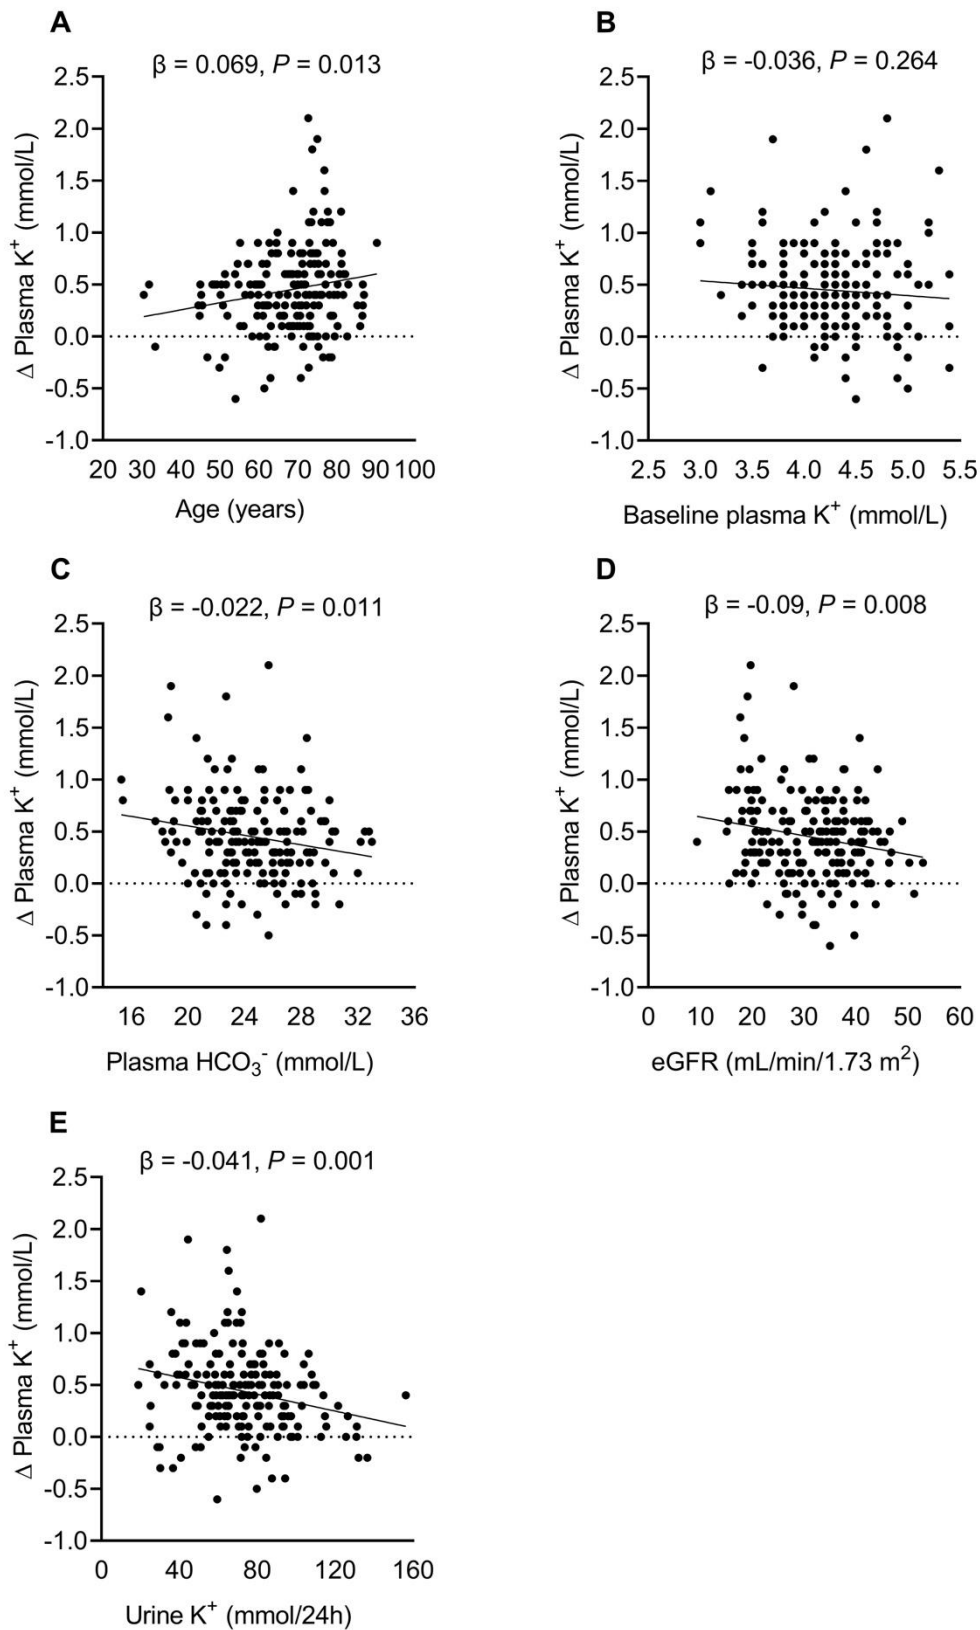 A
β = 0.069, P = 0.013
Δ Plasma K⁺ (mmol/L)
2.5
2.0
1.5
1.0
0.5
0.0
-0.5
-1.0
20 30 40 50 60 70 80 90 100
Age (years)
B
β = -0.036, P = 0.264
Δ Plasma K⁺ (mmol/L)
2.5
2.0
1.5
1.0
0.5
0.0
-0.5
-1.0
2.5 3.0 3.5 4.0 4.5 5.0 5.5
Baseline plasma K⁺ (mmol/L)
C
β = -0.022, P = 0.011
Δ Plasma K⁺ (mmol/L)
2.5
2.0
1.5
1.0
0.5
0.0
-0.5
-1.0
16 20 24 28 32 36
Plasma HCO₃⁻ (mmol/L)
D
β = -0.09, P = 0.008
Δ Plasma K⁺ (mmol/L)
2.5
2.0
1.5
1.0
0.5
0.0
-0.5
-1.0
0 10 20 30 40 50 60
eGFR (mL/min/1.73 m²)
E
β = -0.041, P = 0.001
Δ Plasma K⁺ (mmol/L)
2.5
2.0
1.5
1.0
0.5
0.0
-0.5
-1.0
0 40 80 120 160
Urine K⁺ (mmol/24h)